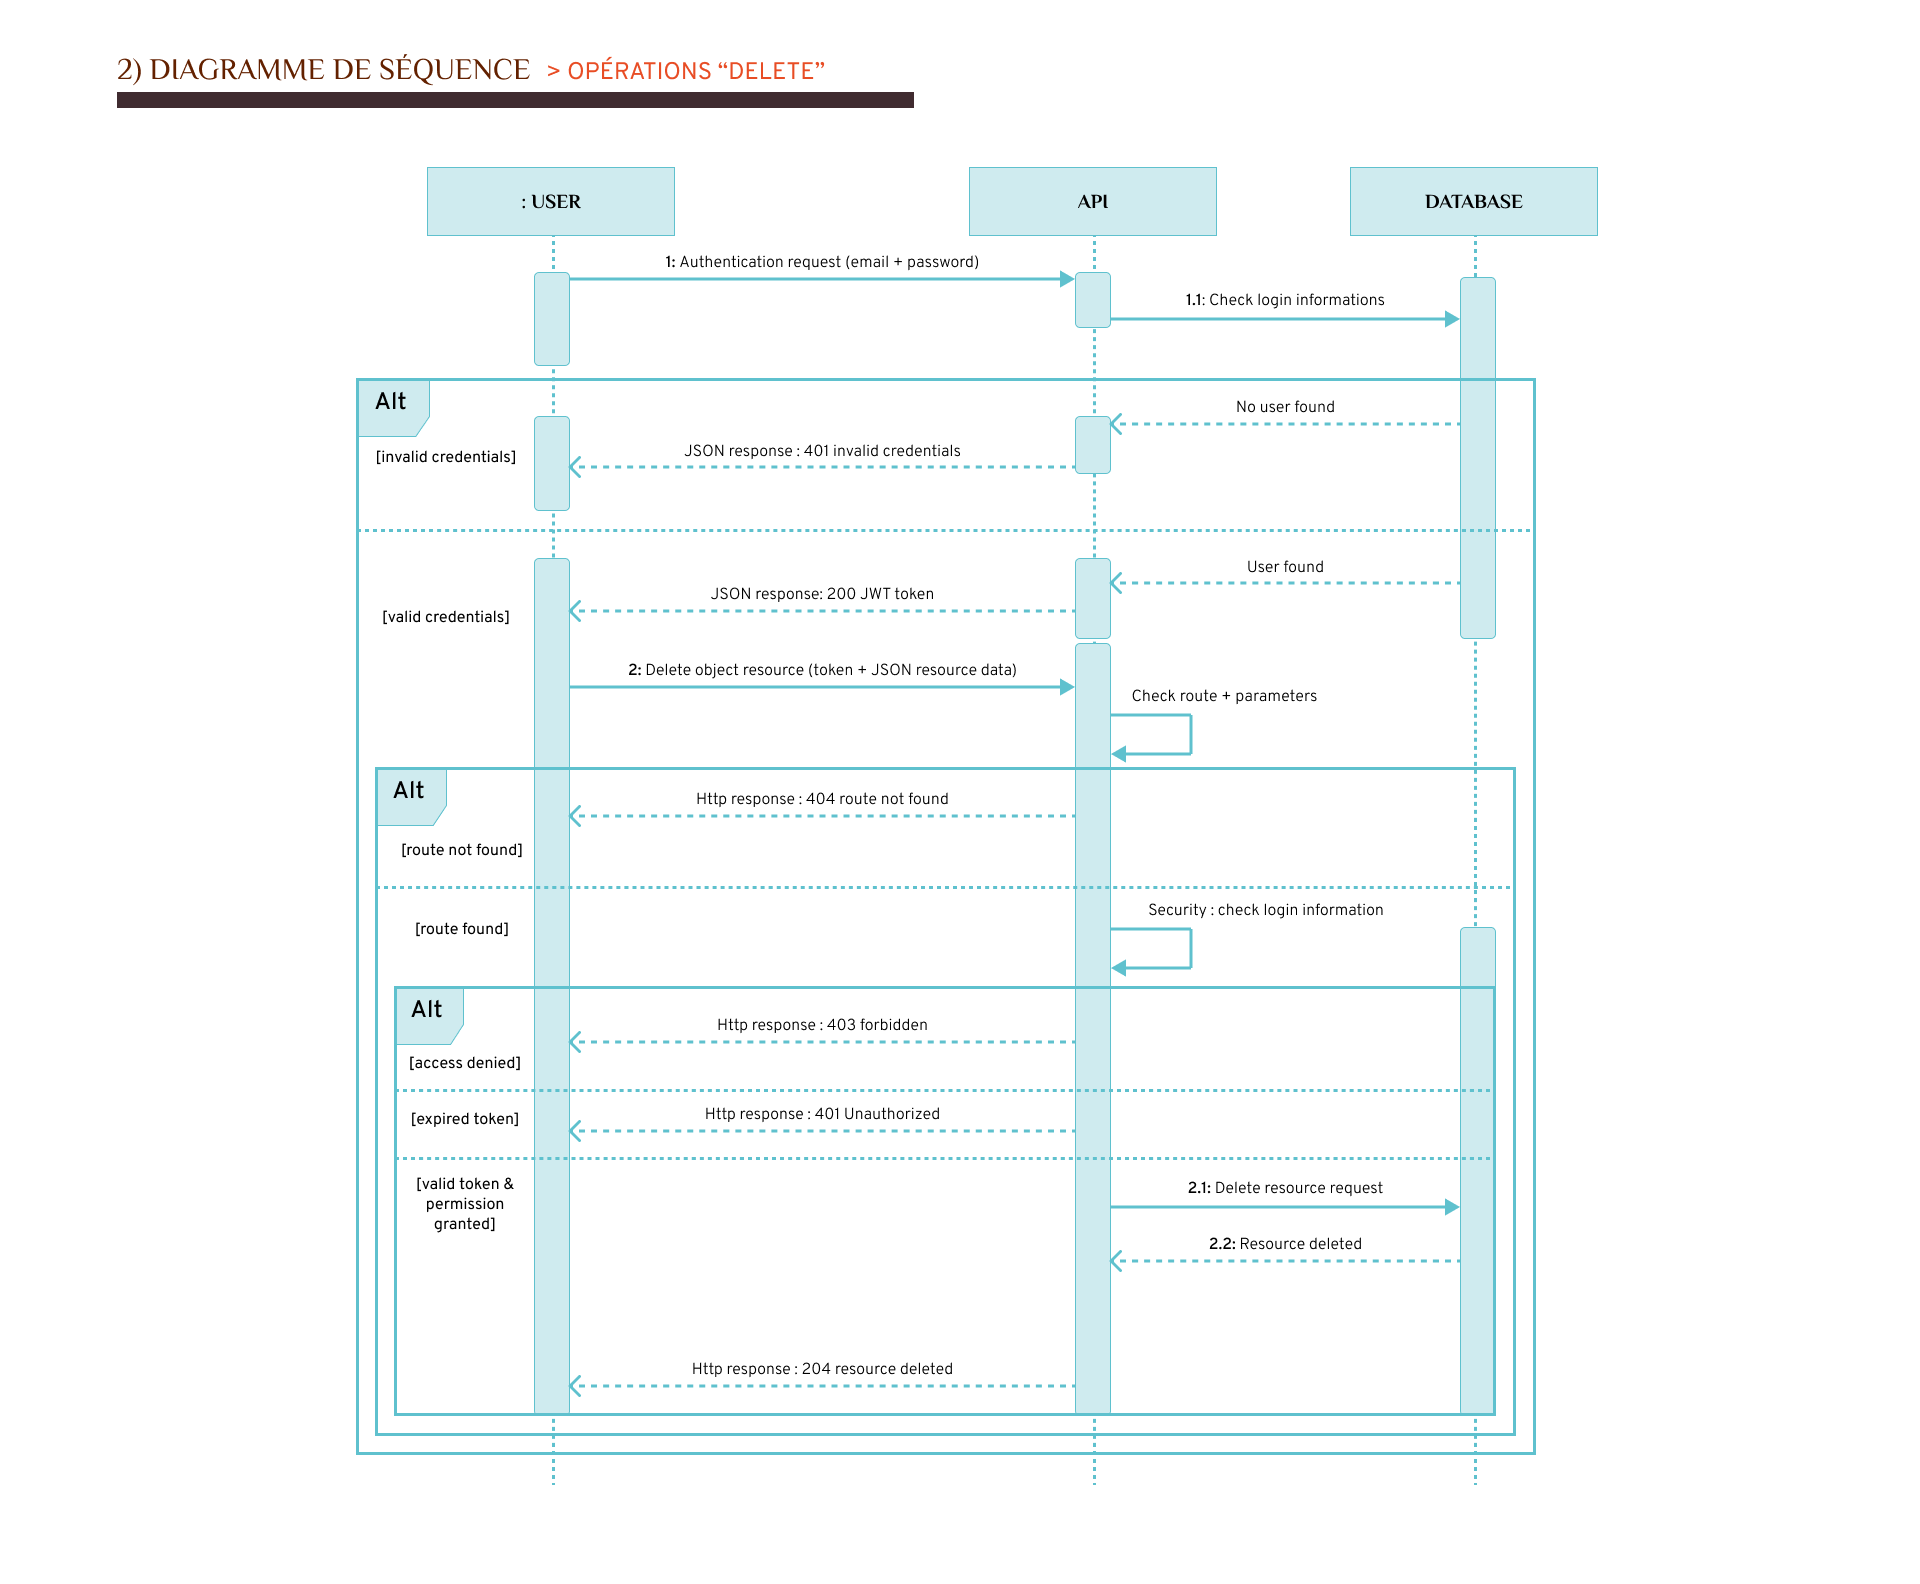 2) DIAGRAMME DE SÉQUENCE > OPÉRATIONS “DELETE”
: USER
API
DATABASE
1: Authentication request (email + password)
1.1: Check login informations
Alt
No user found
JSON response : 401 invalid credentials
[invalid credentials]
User found
JSON response: 200 JWT token
[valid credentials]
2: Delete object resource (token + JSON resource data)
Check route + parameters
Alt
Http response : 404 route not found
[route not found]
Security : check login information
[route found]
Alt
Http response : 403 forbidden
[access denied]
Http response : 401 Unauthorized
[expired token]
[valid token &
permission
granted]
2.1: Delete resource request
2.2: Resource deleted
Http response : 204 resource deleted